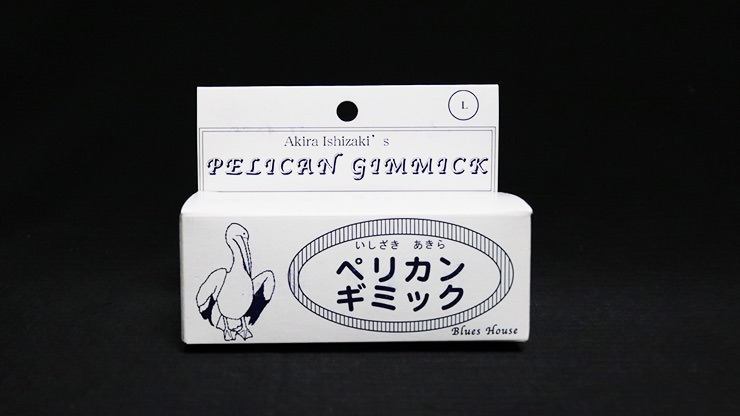 L
Akira Ishizaki's
PELICAN GIMMICK
いしざき あきら
ペリカン
ギミック
Blues House